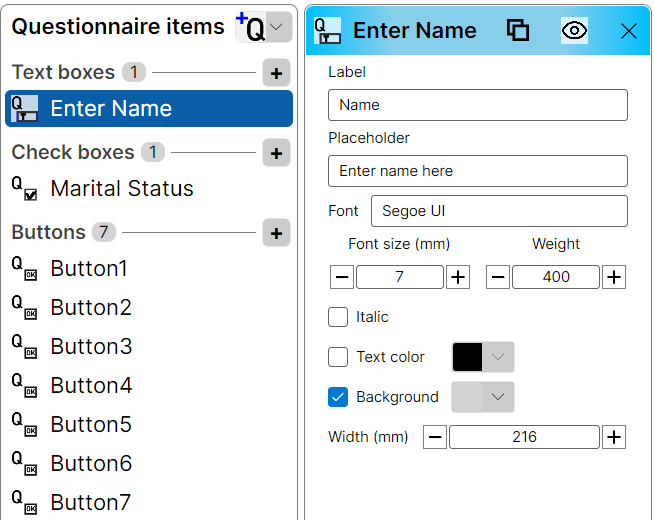 Questionnaire items
Text boxes 1
Enter Name
Check boxes 1
Marital Status
Buttons 7
Button1
Button2
Button3
Button4
Button5
Button6
Button7
Enter Name
Label
Name
Placeholder
Enter name here
Font Segoe UI
Font size (mm) Weight
7 400
Italic
Text color
Background
Width (mm) 216